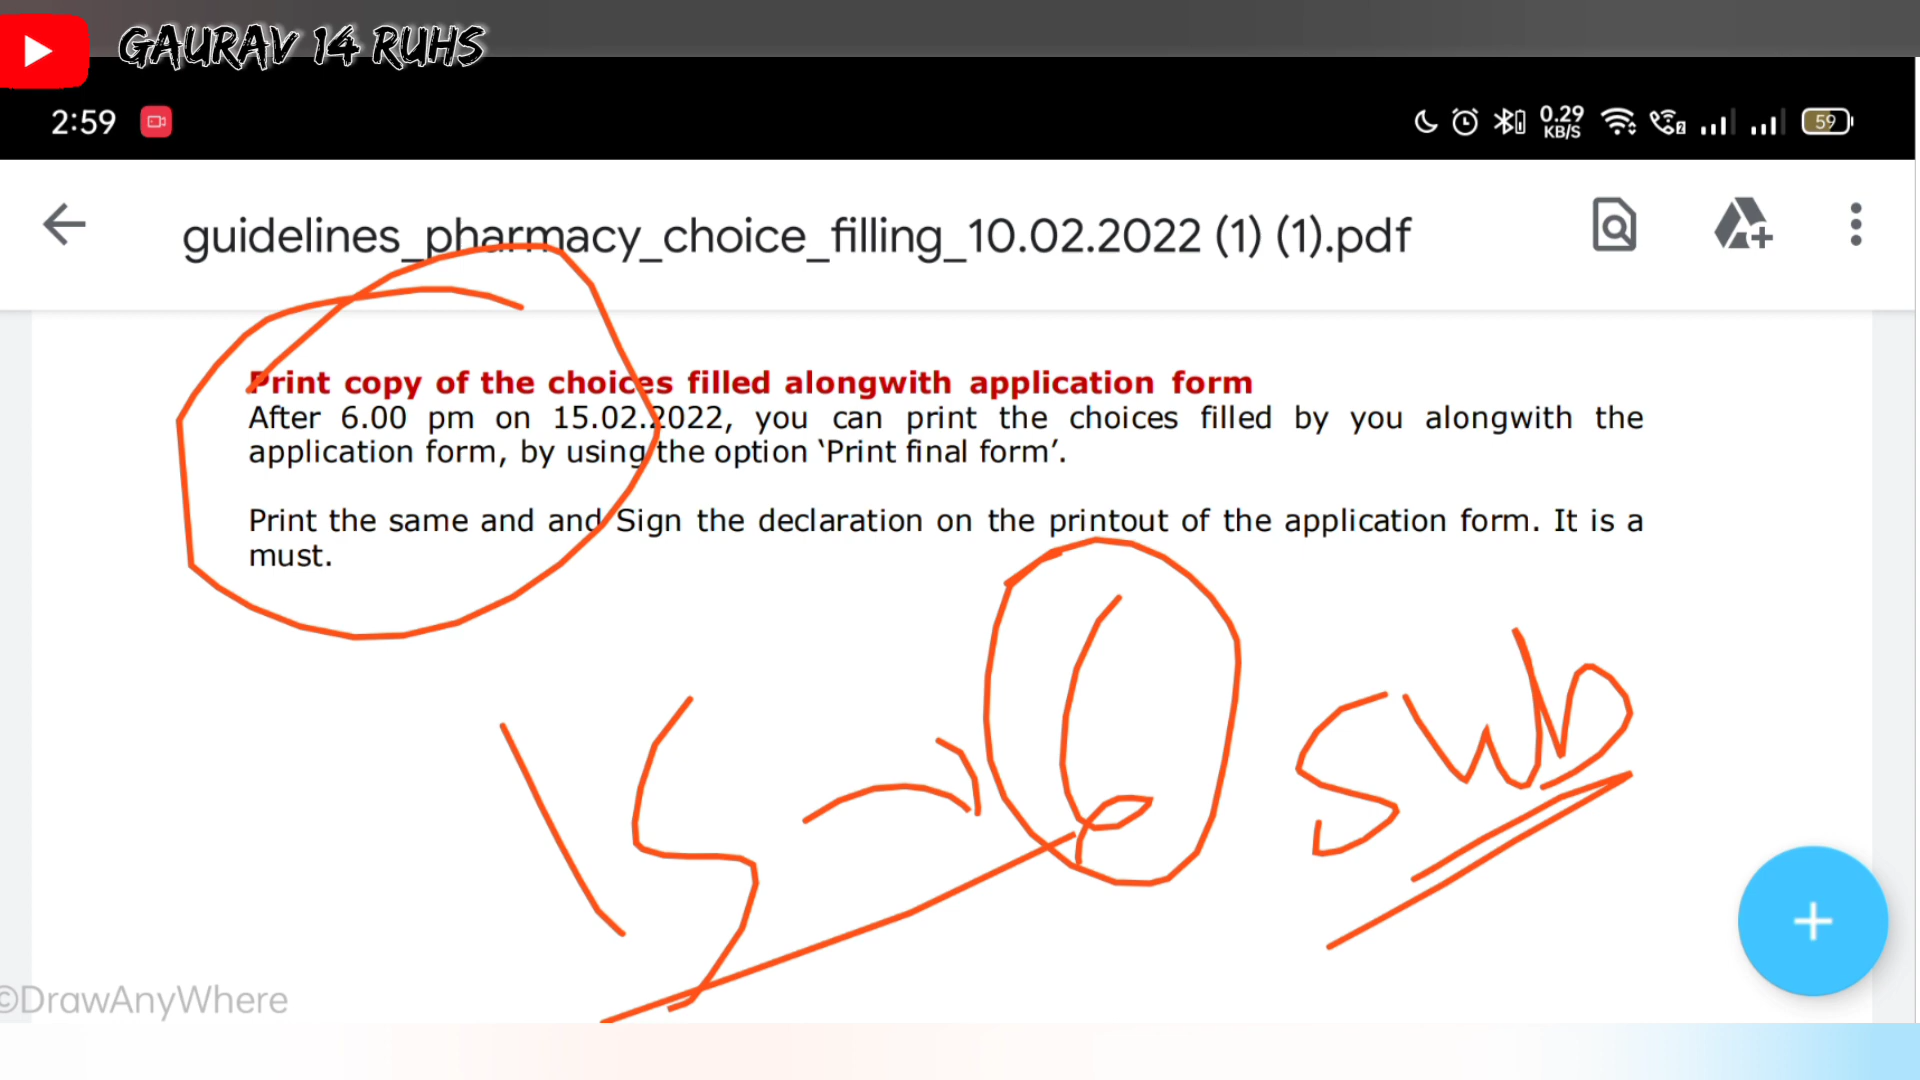 GAURAV 14 RUHS
2:59 0.29 KB/S 2 59
guidelines_pharmacy_choice_filling_10.02.2022 (1) (1).pdf
Print copy of the choices filled alongwith application form
After 6.00 pm on 15.02.2022, you can print the choices filled by you alongwith the
application form, by using the option ‘Print final form’.
Print the same and and Sign the declaration on the printout of the application form. It is a
must.
15 6 sub
©DrawAnyWhere